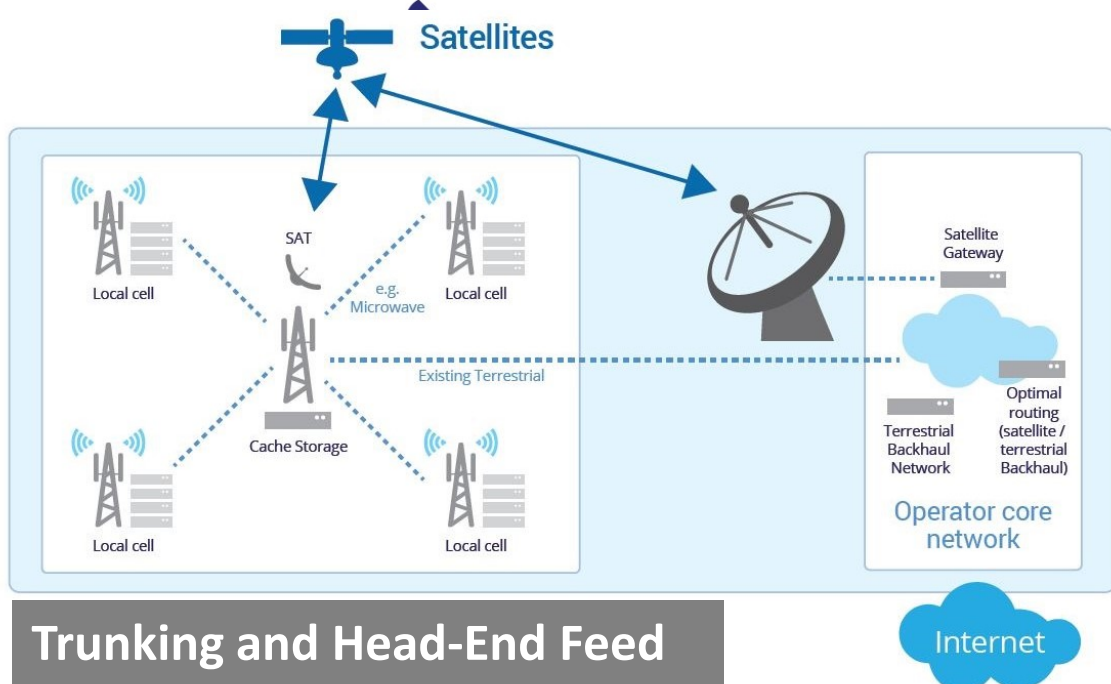 Satellites
Local cell
SAT
e.g.
Microwave
Local cell
Existing Terrestrial
Cache Storage
Local cell
Local cell
Satellite
Gateway
Terrestrial
Backhaul
Network
Optimal
routing
(satellite /
terrestrial
Backhaul)
Operator core
network
Trunking and Head-End Feed
Internet